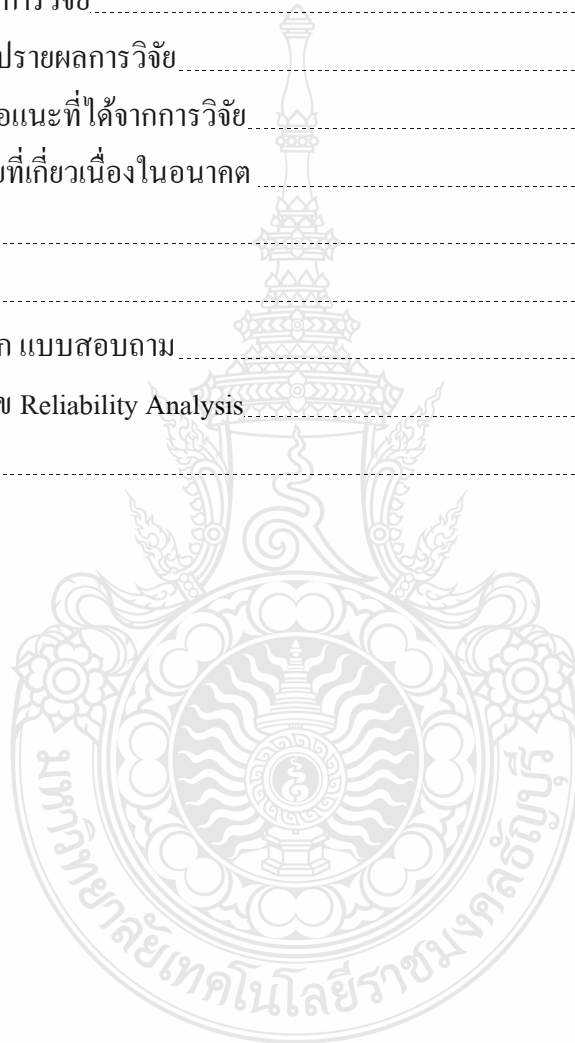 การวิจัย
ปรายผลการวิจัย
อแนะที่ได้จากการวิจัย
ที่เกี่ยวเนื่องในอนาคต
ก แบบสอบถาม
ข Reliability Analysis
มหาวิทยาลัยเทคโนโลยีราชมงคลธัญบุรี